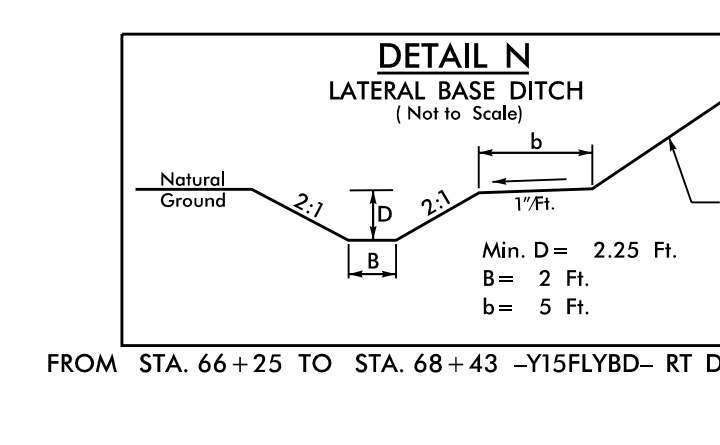 DETAIL N
LATERAL BASE DITCH
( Not to Scale)
b
Natural
Ground
2:1
D
2:1
1"/Ft.
B
Min. D = 2.25 Ft.
B = 2 Ft.
b = 5 Ft.
FROM STA. 66+25 TO STA. 68+43 -Y15FLYBD- RT D